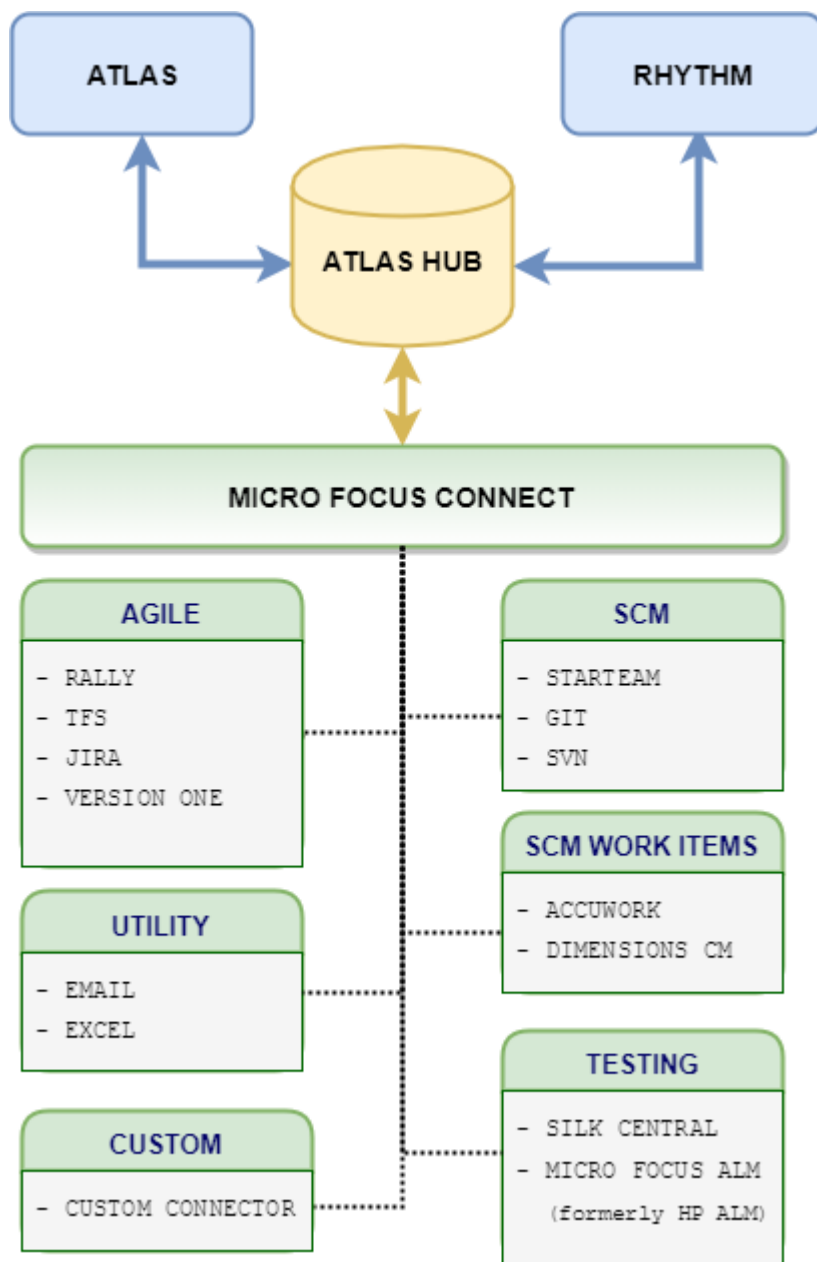 ATLAS
RHYTHM
ATLAS HUB
MICRO FOCUS CONNECT
AGILE
- RALLY
- TFS
- JIRA
- VERSION ONE
SCM
- STARTEAM
- GIT
- SVN
SCM WORK ITEMS
- ACCUWORK
- DIMENSIONS CM
UTILITY
- EMAIL
- EXCEL
TESTING
- SILK CENTRAL
- MICRO FOCUS ALM
(formerly HP ALM)
CUSTOM
- CUSTOM CONNECTOR